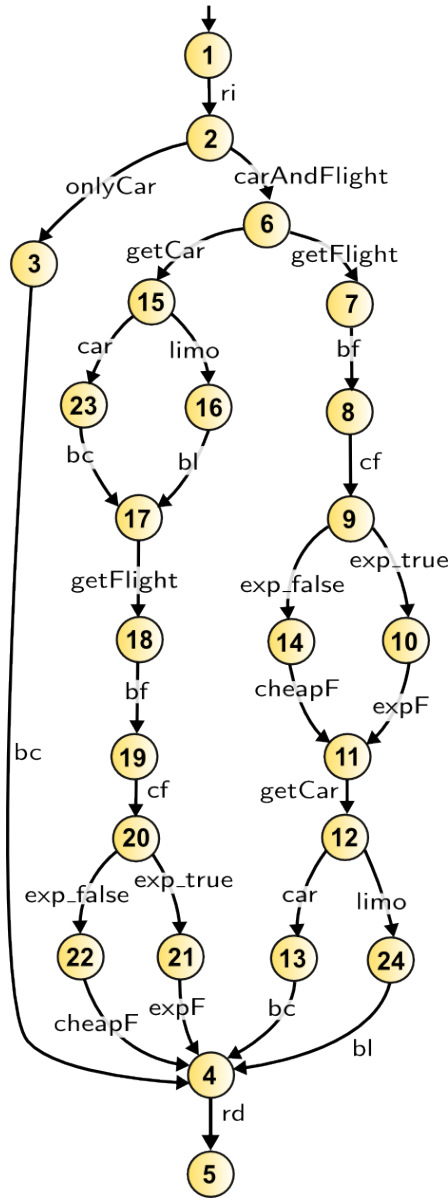 1
ri
2
onlyCar
carAndFlight
6
3
getCar
getFlight
15
7
car
limo
bf
23
16
8
bc
bl
cf
17
9
getFlight
exp_false
exp_true
18
14
10
bf
cheapF
expF
19
11
bc
cf
getCar
20
12
exp_false
exp_true
car
limo
22
21
13
24
cheapF
expF
bc
bl
4
rd
5